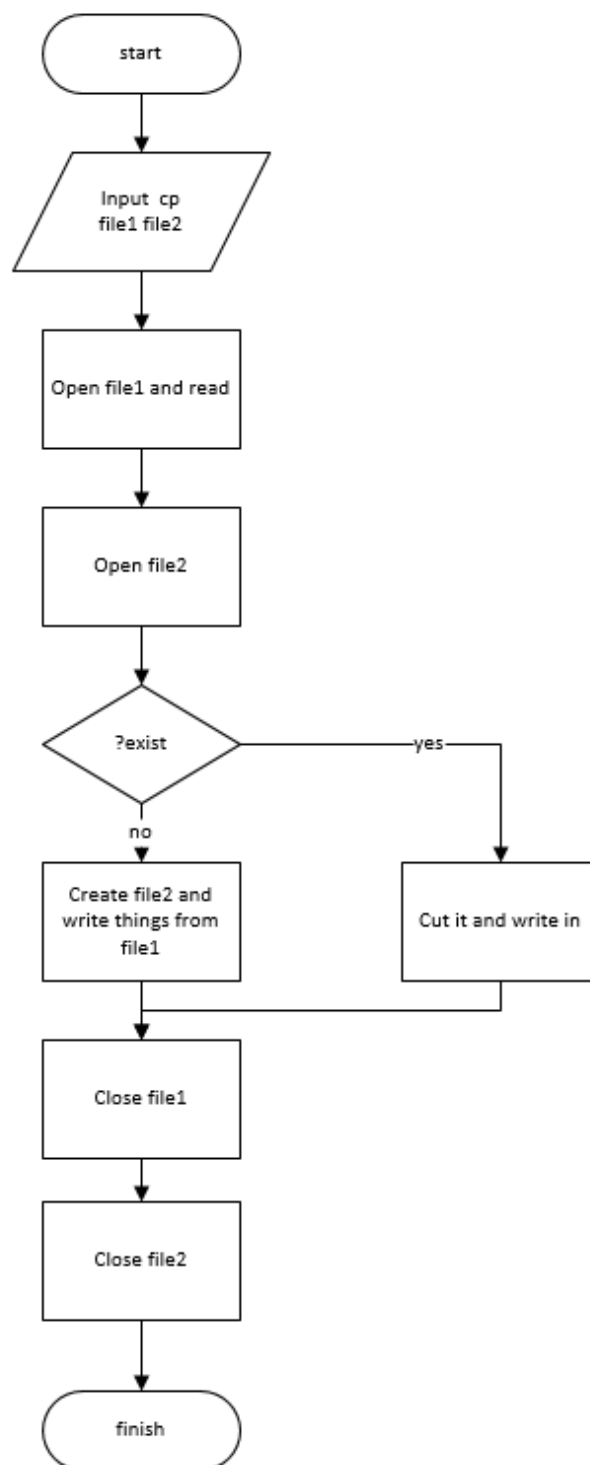 start
Input  cp
file1 file2
Open file1 and read
Open file2
?exist
yes
no
Create file2 and
write things from
file1
Cut it and write in
Close file1
Close file2
finish